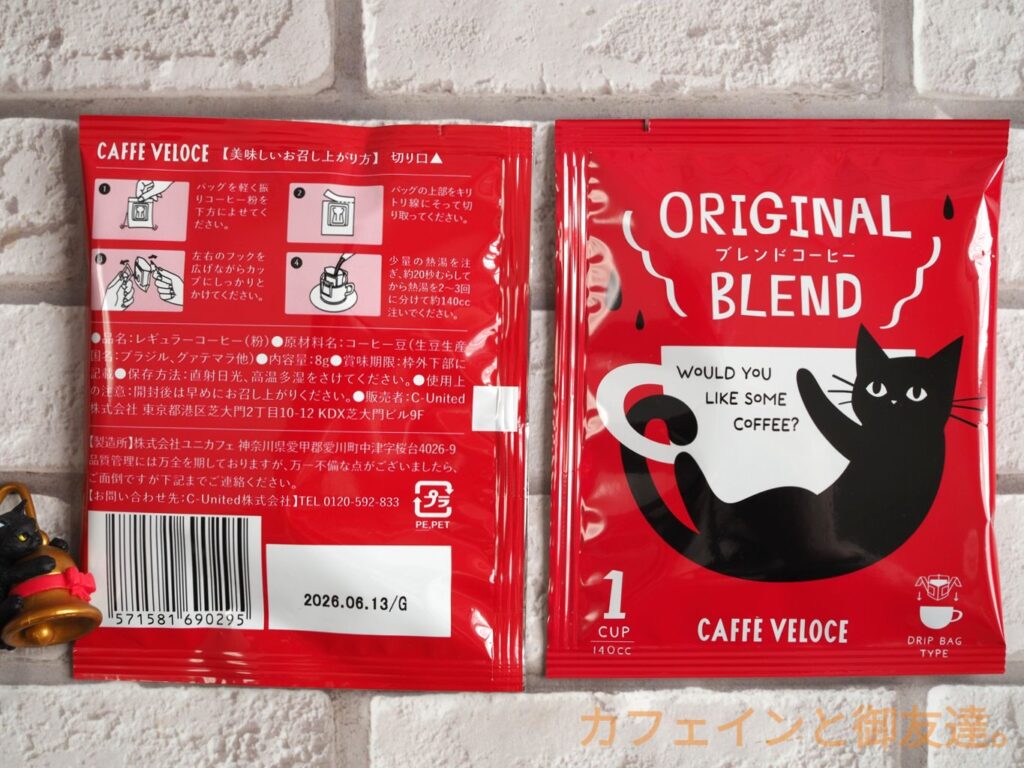 CAFFÈ VELOCE 【美味しいお召し上がり方】 切り口▲
1
バッグを軽く振
りコーヒー粉を
下方によせてく
ださい。
2
バッグの上部をキリ
トリ線にそって切
り取ってください。
3
左右のフックを
広げながらカッ
プにしっかりと
かけてください。
4
少量の熱湯を注
ぎ、約20秒むらして
から熱湯を2〜3回
に分けて約140cc
注いでください。
●品名:レギュラーコーヒー(粉)●原材料名:コーヒー豆(生豆生産
国名:ブラジル、グァテマラ他)●内容量:8g●賞味期限:枠外下部に
記載●保存方法:直射日光、高温多湿をさけてください。●使用上
の注意:開封後は早めにお召し上がりください。●販売者:C-United
株式会社 東京都港区芝大門2丁目10-12 KDX芝大門ビル9F
【製造所】株式会社ユニカフェ 神奈川県愛甲郡愛川町中津字桜台4026-9
品質管理には万全を期しておりますが、万一不備な点がございましたら、
ご面倒ですが下記までご連絡ください。
【お問い合わせ先:C-United株式会社】TEL 0120-592-833
プラ
PE,PET
571581 690295
2026.06.13/G
ORIGINAL
ブレンドコーヒー
BLEND
WOULD YOU
LIKE SOME
COFFEE?
1
CUP
140cc
CAFFÈ VELOCE
DRIP BAG
TYPE
カフェインと御友達。